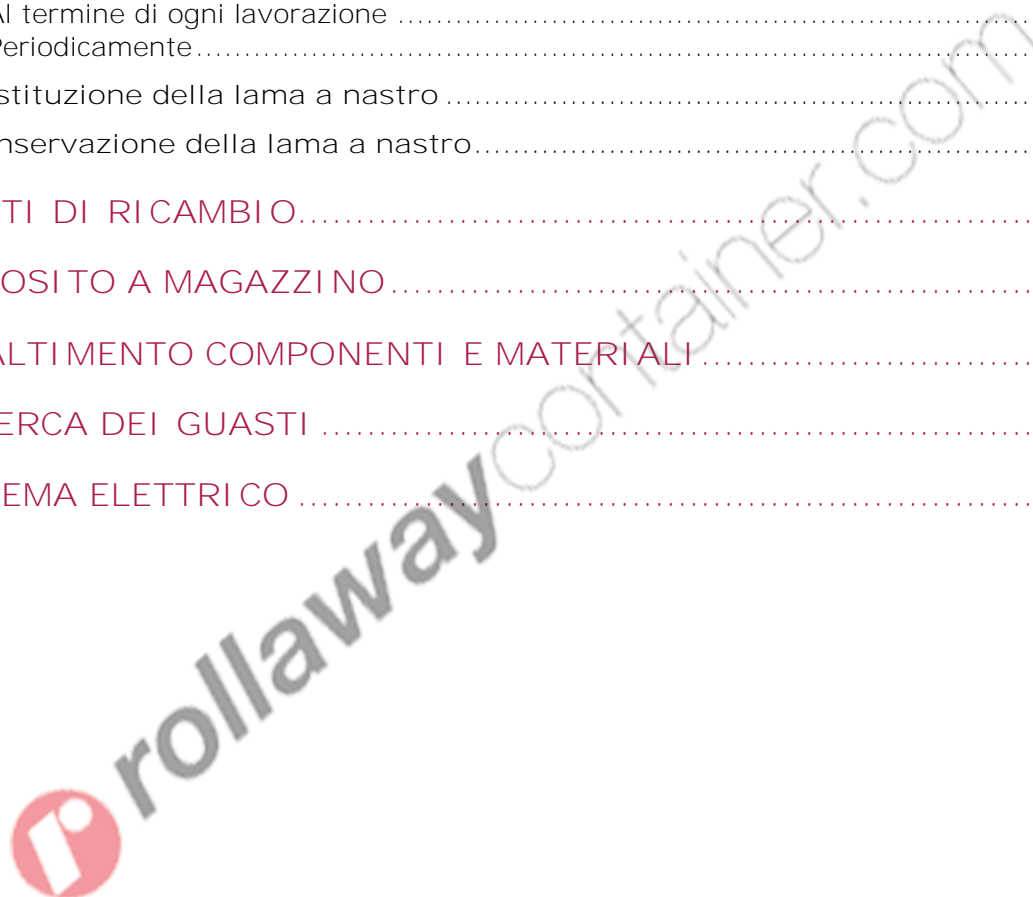 Al termine di ogni lavorazione
Periodicamente
stituzione della lama a nastro
nservazione della lama a nastro
TI DI RICAMBIO
OSITO A MAGAZZINO
ALTIMENTO COMPONENTI E MATERIALI
ERCA DEI GUASTI
EMA ELETTRICO
rollawaycontainer.com